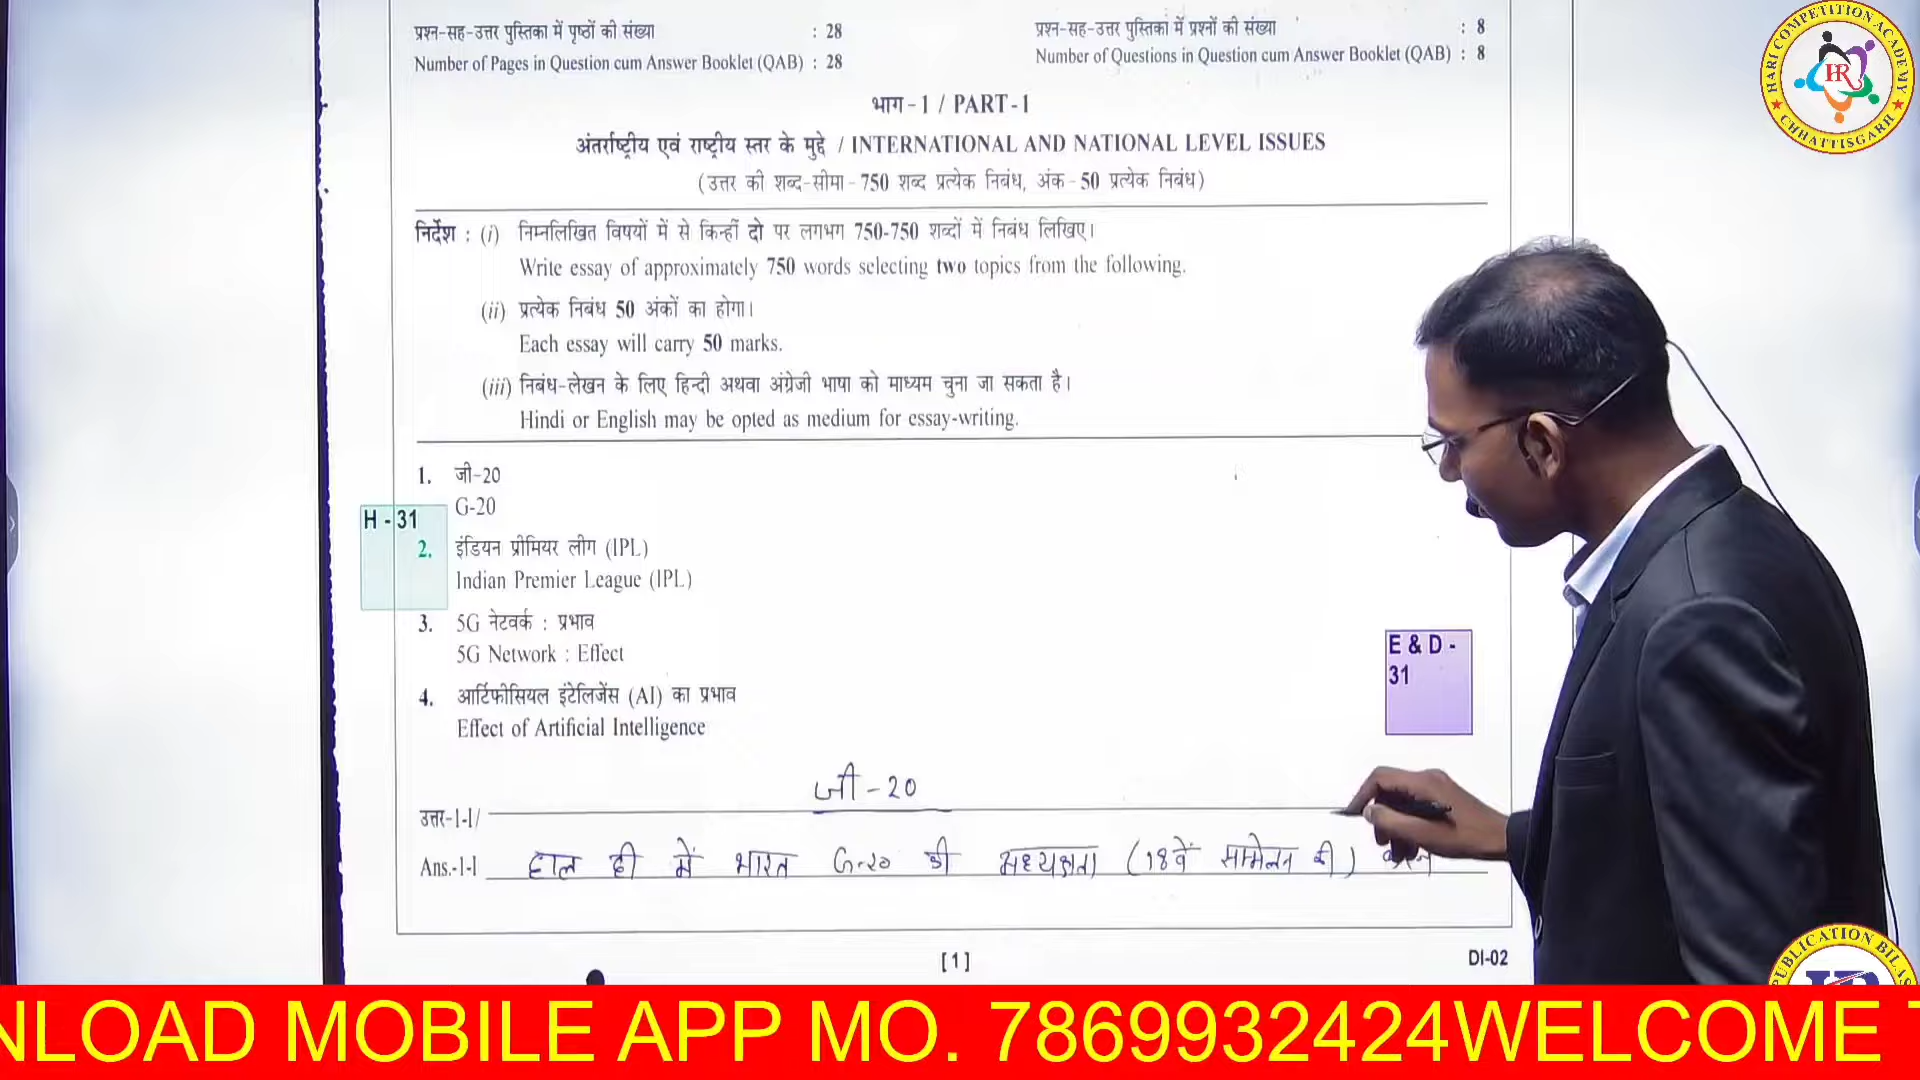 प्रश्न-सह-उत्तर पुस्तिका में पृष्ठों की संख्या : 28
Number of Pages in Question cum Answer Booklet (QAB) : 28
प्रश्न-सह-उत्तर पुस्तिका में प्रश्नों की संख्या : 8
Number of Questions in Question cum Answer Booklet (QAB) : 8
भाग-1 / PART-1
अंतर्राष्ट्रीय एवं राष्ट्रीय स्तर के मुद्दे / INTERNATIONAL AND NATIONAL LEVEL ISSUES
(उत्तर की शब्द-सीमा-750 शब्द प्रत्येक निबंध, अंक-50 प्रत्येक निबंध)
निर्देश : (i) निम्नलिखित विषयों में से किन्हीं दो पर लगभग 750-750 शब्दों में निबंध लिखिए।
Write essay of approximately 750 words selecting two topics from the following.
(ii) प्रत्येक निबंध 50 अंकों का होगा।
Each essay will carry 50 marks.
(iii) निबंध-लेखन के लिए हिन्दी अथवा अंग्रेजी भाषा को माध्यम चुना जा सकता है।
Hindi or English may be opted as medium for essay-writing.
1. जी-20
G-20
H - 31
2. इंडियन प्रीमियर लीग (IPL)
Indian Premier League (IPL)
3. 5G नेटवर्क : प्रभाव
5G Network : Effect
E & D -
31
4. आर्टिफीसियल इंटेलिजेंस (AI) का प्रभाव
Effect of Artificial Intelligence
जी-20
उत्तर-1-I/
Ans.-1-I हाल ही में भारत G-20 की अध्यक्षता (18वें सम्मेलन की)
[1]
DI-02
HARI COMPETITION ACADEMY
HR
CHHATTISGARH
PUBLICATION BILAS
NLOAD MOBILE APP MO. 7869932424WELCOME T